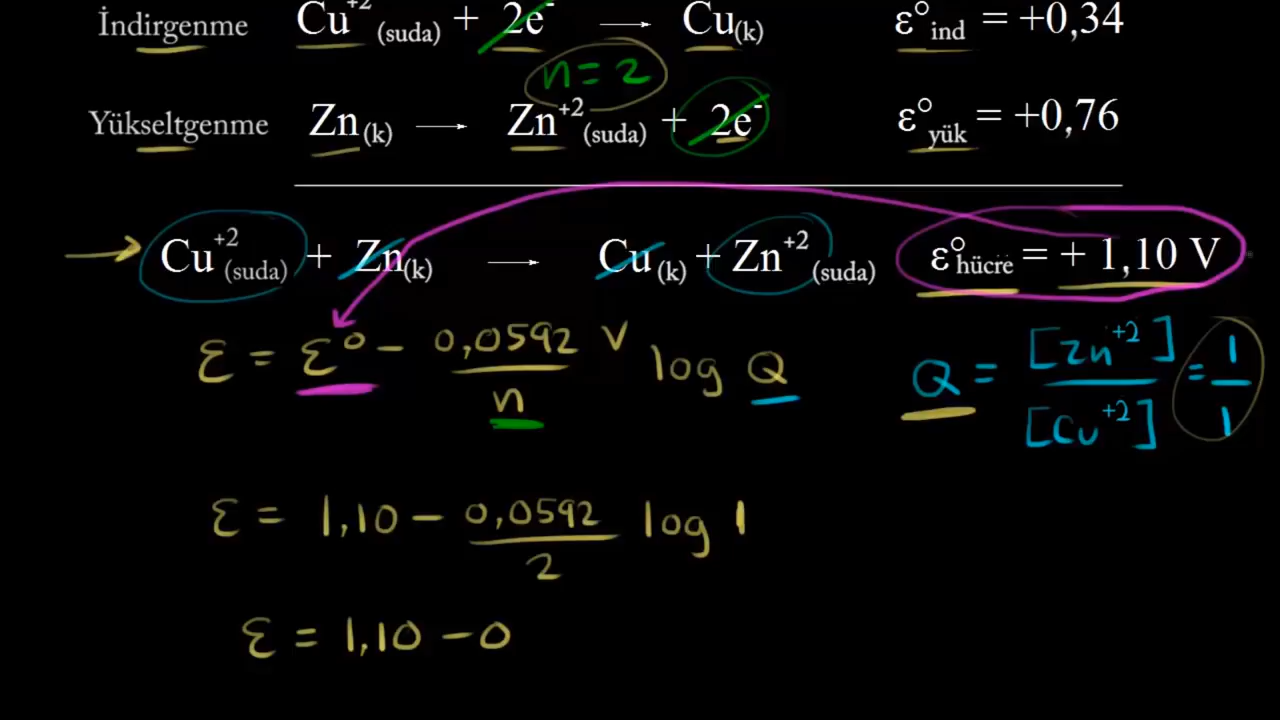 İndirgenme Cu+2(suda) + 2e- → Cu(k) ε°ind = +0,34
n = 2
Yükseltgenme Zn(k) → Zn+2(suda) + 2e- ε°yük = +0,76
Cu+2(suda) + Zn(k) → Cu(k) + Zn+2(suda) ε°hücre = + 1,10 V
ε = ε° - 0,0592 V / n log Q Q = [Zn+2] / [Cu+2] = 1 / 1
ε = 1,10 - 0,0592 / 2 log 1
ε = 1,10 - 0